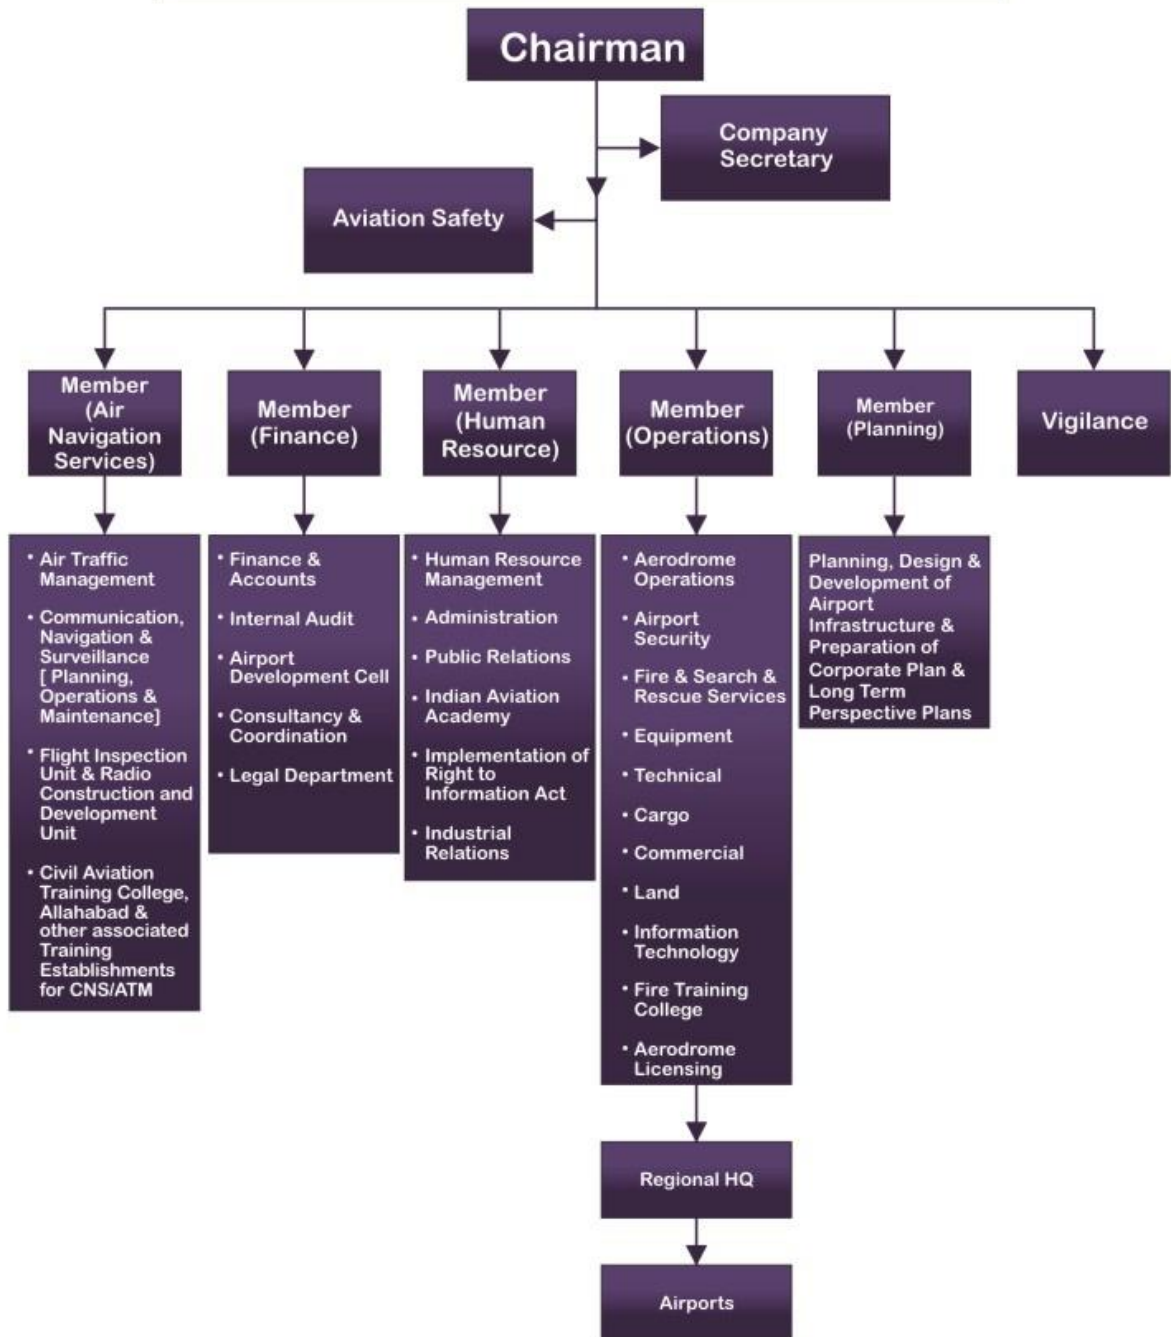 Chairman
Company
Secretary
Aviation Safety
Member
(Air
Navigation
Services)
Member
(Finance)
Member
(Human
Resource)
Member
(Operations)
Member
(Planning)
Vigilance
• Air Traffic
Management
• Communication,
Navigation &
Surveillance
[ Planning,
Operations &
Maintenance]
• Flight Inspection
Unit & Radio
Construction and
Development
Unit
• Civil Aviation
Training College,
Allahabad &
other associated
Training
Establishments
for CNS/ATM
• Finance &
Accounts
• Internal Audit
• Airport
Development Cell
• Consultancy &
Coordination
• Legal Department
• Human Resource
Management
• Administration
• Public Relations
• Indian Aviation
Academy
• Implementation of
Right to
Information Act
• Industrial
Relations
• Aerodrome
Operations
• Airport
Security
• Fire & Search &
Rescue Services
• Equipment
• Technical
• Cargo
• Commercial
• Land
• Information
Technology
• Fire Training
College
• Aerodrome
Licensing
Planning, Design &
Development of
Airport
Infrastructure &
Preparation of
Corporate Plan &
Long Term
Perspective Plans
Regional HQ
Airports